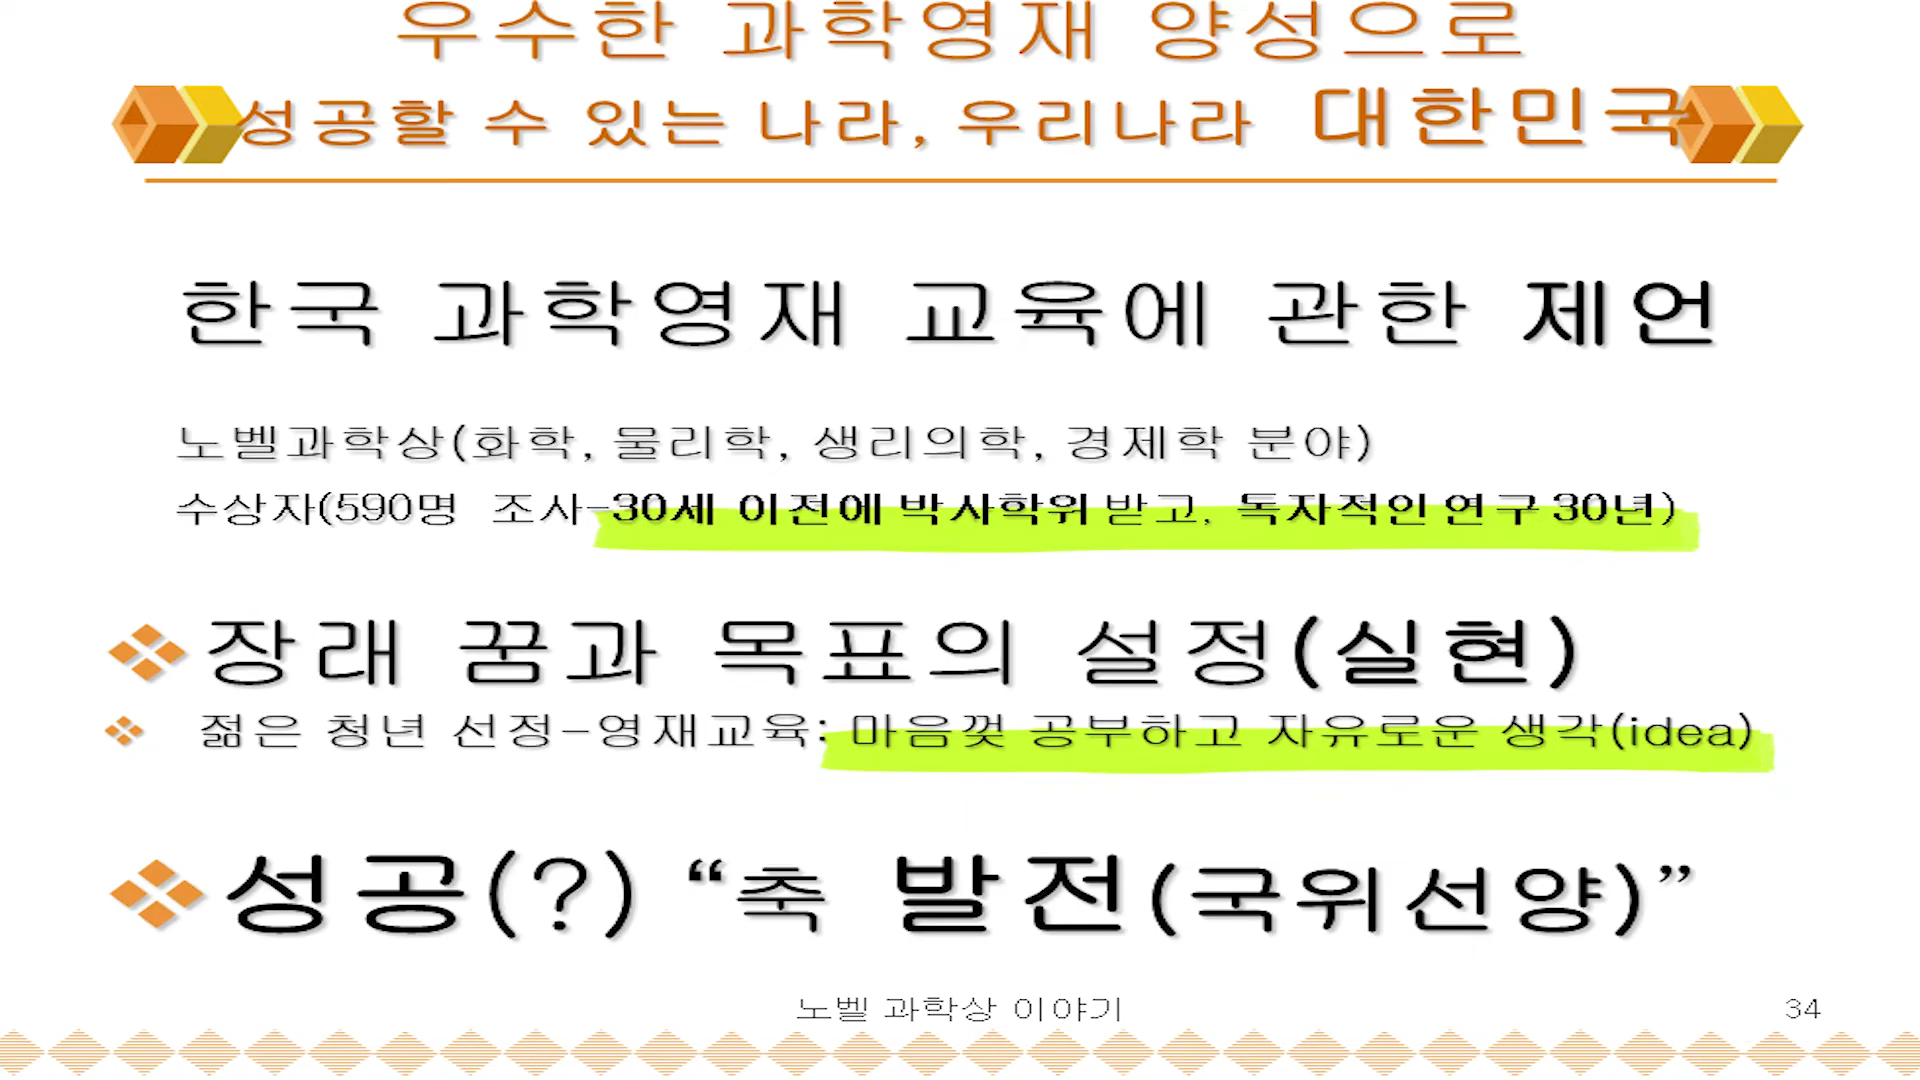 우수한 과학영재 양성으로
성공할 수 있는 나라, 우리나라 대한민국
한국 과학영재 교육에 관한 제언
노벨과학상(화학, 물리학, 생리의학, 경제학 분야)
수상자(590명 조사-30세 이전에 박사학위 받고, 독자적인 연구 30년)
장래 꿈과 목표의 설정(실현)
젊은 청년 선정-영재교육: 마음껏 공부하고 자유로운 생각(idea)
성공(?) “축 발전(국위선양)”
노벨 과학상 이야기
34